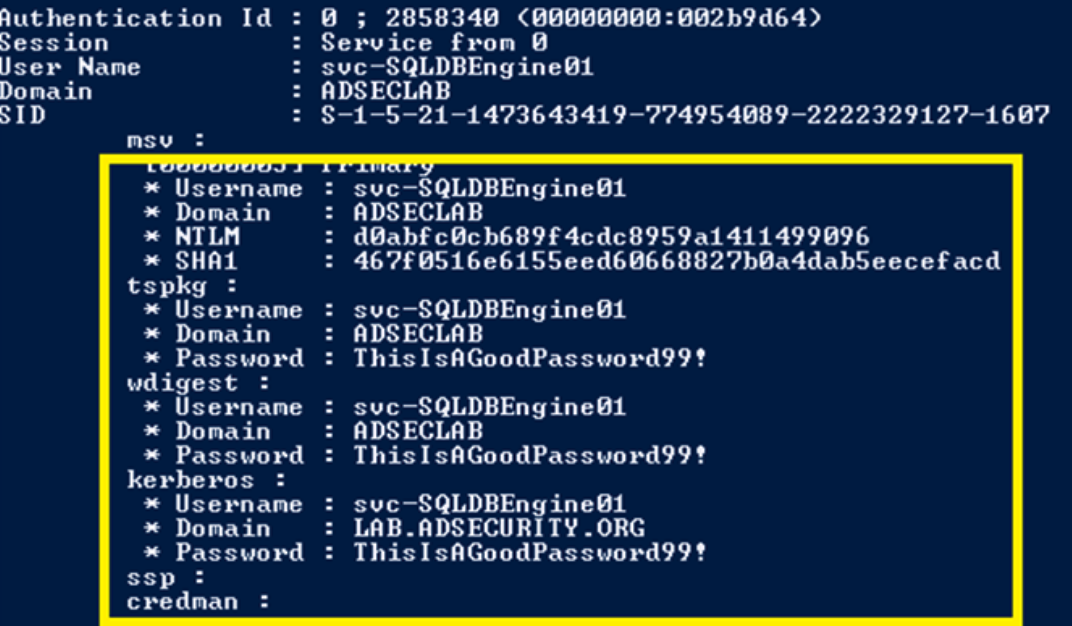 Authentication Id : 0 ; 2858340 (00000000:002b9d64)
Session : Service from 0
User Name : svc-SQLDBEngine01
Domain : ADSECLAB
SID : S-1-5-21-1473643419-774954089-2222329127-1607
msv :
[00000003] Primary
* Username : svc-SQLDBEngine01
* Domain : ADSECLAB
* NTLM : d0abfc0cb689f4cdc8959a1411499096
* SHA1 : 467f0516e6155eed60668827b0a4dab5eecefacd
tspkg :
* Username : svc-SQLDBEngine01
* Domain : ADSECLAB
* Password : ThisIsAGoodPassword99!
wdigest :
* Username : svc-SQLDBEngine01
* Domain : ADSECLAB
* Password : ThisIsAGoodPassword99!
kerberos :
* Username : svc-SQLDBEngine01
* Domain : LAB.ADSECURITY.ORG
* Password : ThisIsAGoodPassword99!
ssp :
credman :